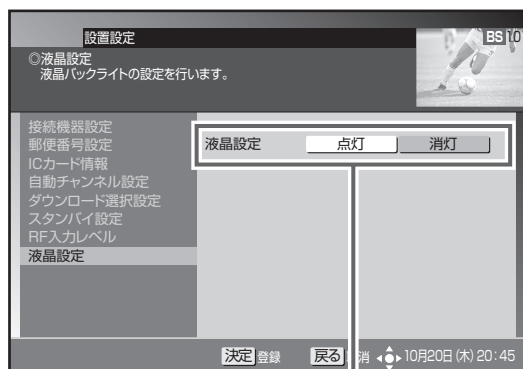 設置設定
BS 10
◎液晶設定
液晶バックライトの設定を行います。
接続機器設定
郵便番号設定
ICカード情報
自動チャンネル設定
ダウンロード選択設定
スタンバイ設定
RF入力レベル
液晶設定
液晶設定 点灯 消灯
決定 登録 戻る 消 10月20日(木) 20:45